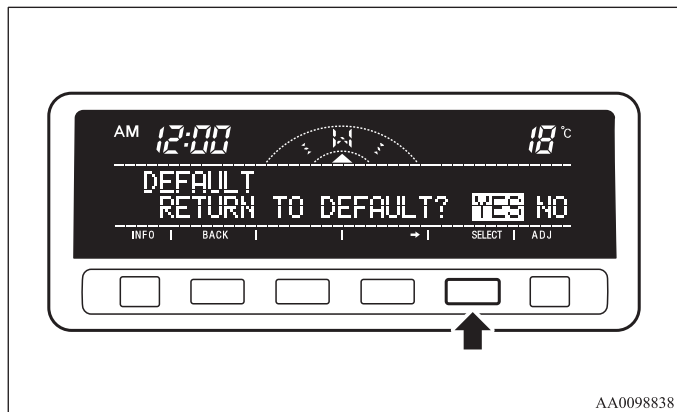 AM 12:00 N 18°C
DEFAULT
RETURN TO DEFAULT? YES NO
INFO BACK → SELECT ADJ
AA0098838